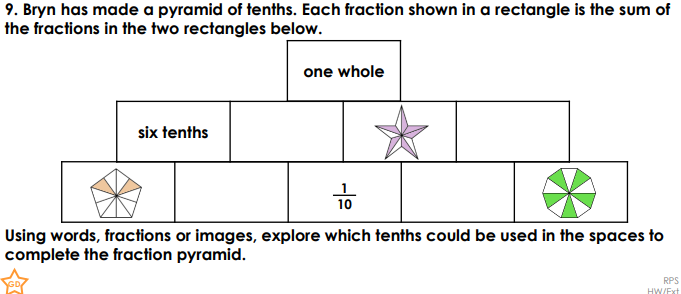 9. Bryn has made a pyramid of tenths. Each fraction shown in a rectangle is the sum of
the fractions in the two rectangles below.
one whole
six tenths
1
10
Using words, fractions or images, explore which tenths could be used in the spaces to
complete the fraction pyramid.
GD
RPS
HW/Ext